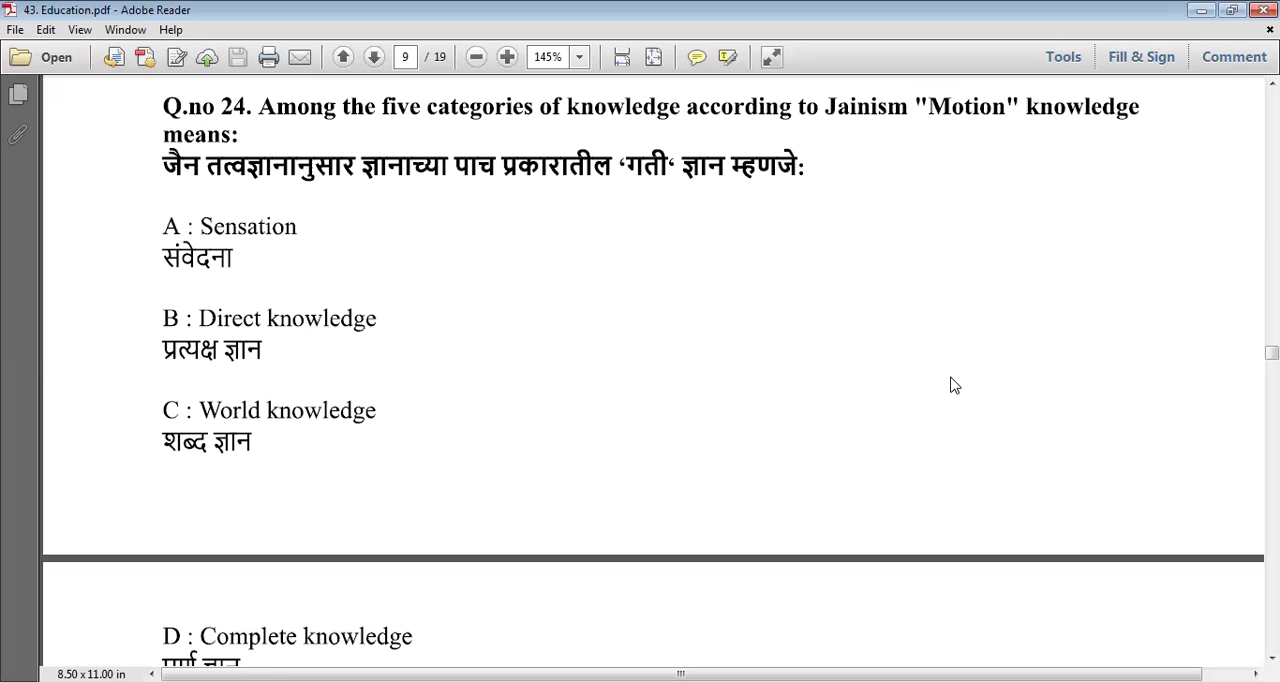 43. Education.pdf - Adobe Reader
File Edit View Window Help
Open 9 / 19 145% Tools Fill & Sign Comment
Q.no 24. Among the five categories of knowledge according to Jainism "Motion" knowledge
means:
जैन तत्वज्ञानानुसार ज्ञानाच्या पाच प्रकारातील ‘गती‘ ज्ञान म्हणजे:
A : Sensation
संवेदना
B : Direct knowledge
प्रत्यक्ष ज्ञान
C : World knowledge
शब्द ज्ञान
D : Complete knowledge
पूर्ण ज्ञान
8.50 x 11.00 in